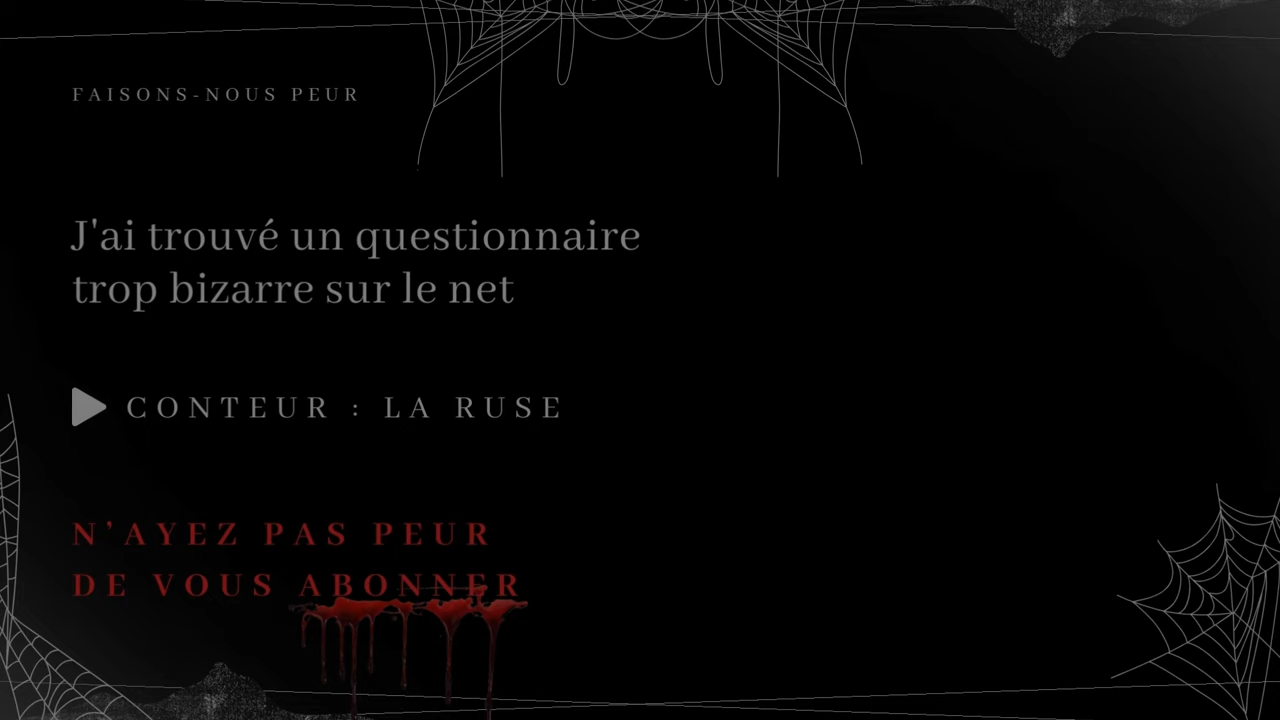 FAISONS-NOUS PEUR
J'ai trouvé un questionnaire
trop bizarre sur le net
CONTEUR : LA RUSE
N'AYEZ PAS PEUR
DE VOUS ABONNER